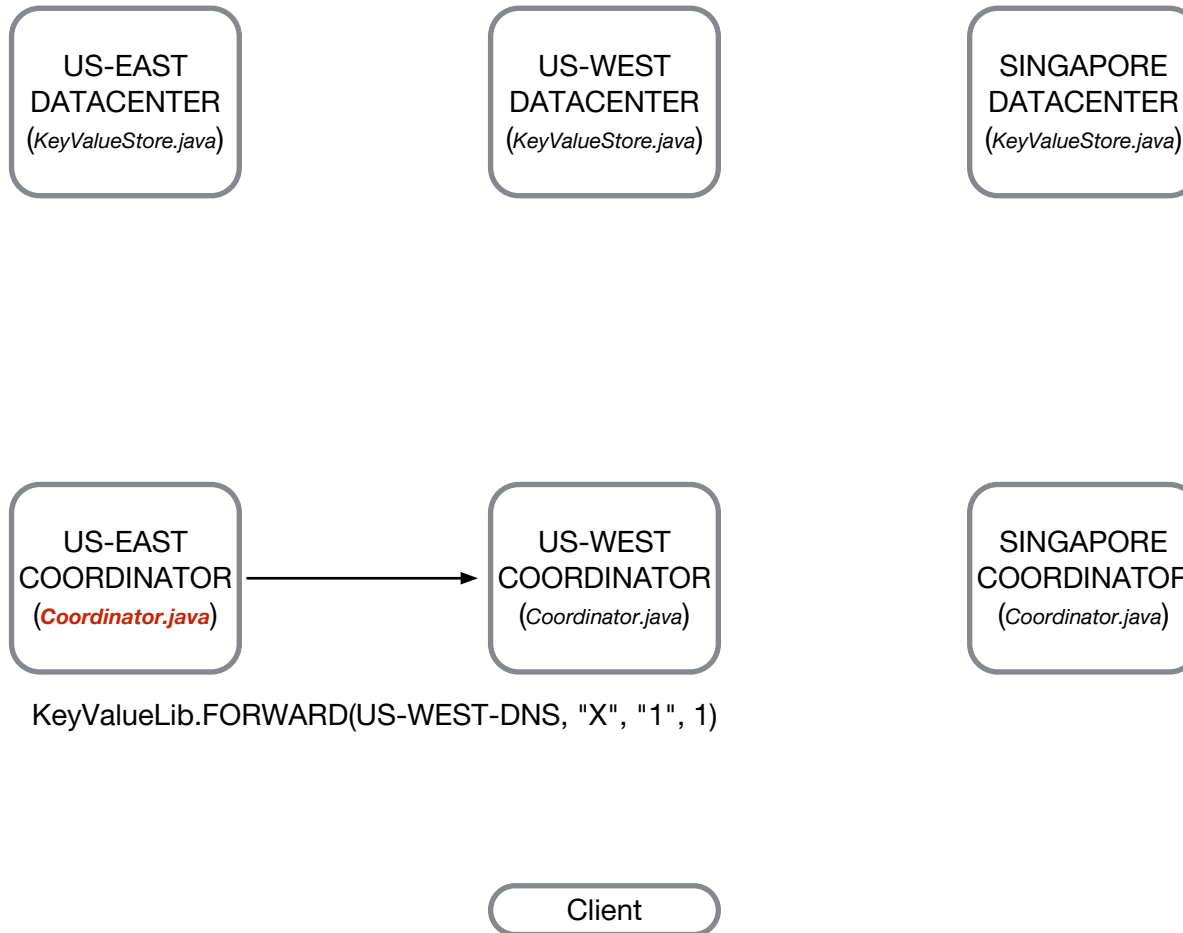 US-EAST
DATACENTER
(KeyValueStore.java)
US-WEST
DATACENTER
(KeyValueStore.java)
SINGAPORE
DATACENTER
(KeyValueStore.java)
US-EAST
COORDINATOR
(Coordinator.java)
US-WEST
COORDINATOR
(Coordinator.java)
SINGAPORE
COORDINATOR
(Coordinator.java)
KeyValueLib.FORWARD(US-WEST-DNS, "X", "1", 1)
Client